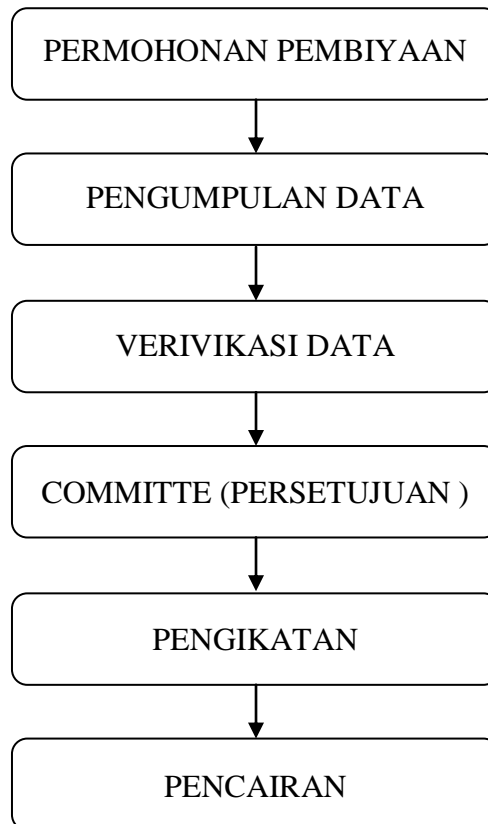 PERMOHONAN PEMBIYAAN
PENGUMPULAN DATA
VERIVIKASI DATA
COMMITTE (PERSETUJUAN )
PENGIKATAN
PENCAIRAN